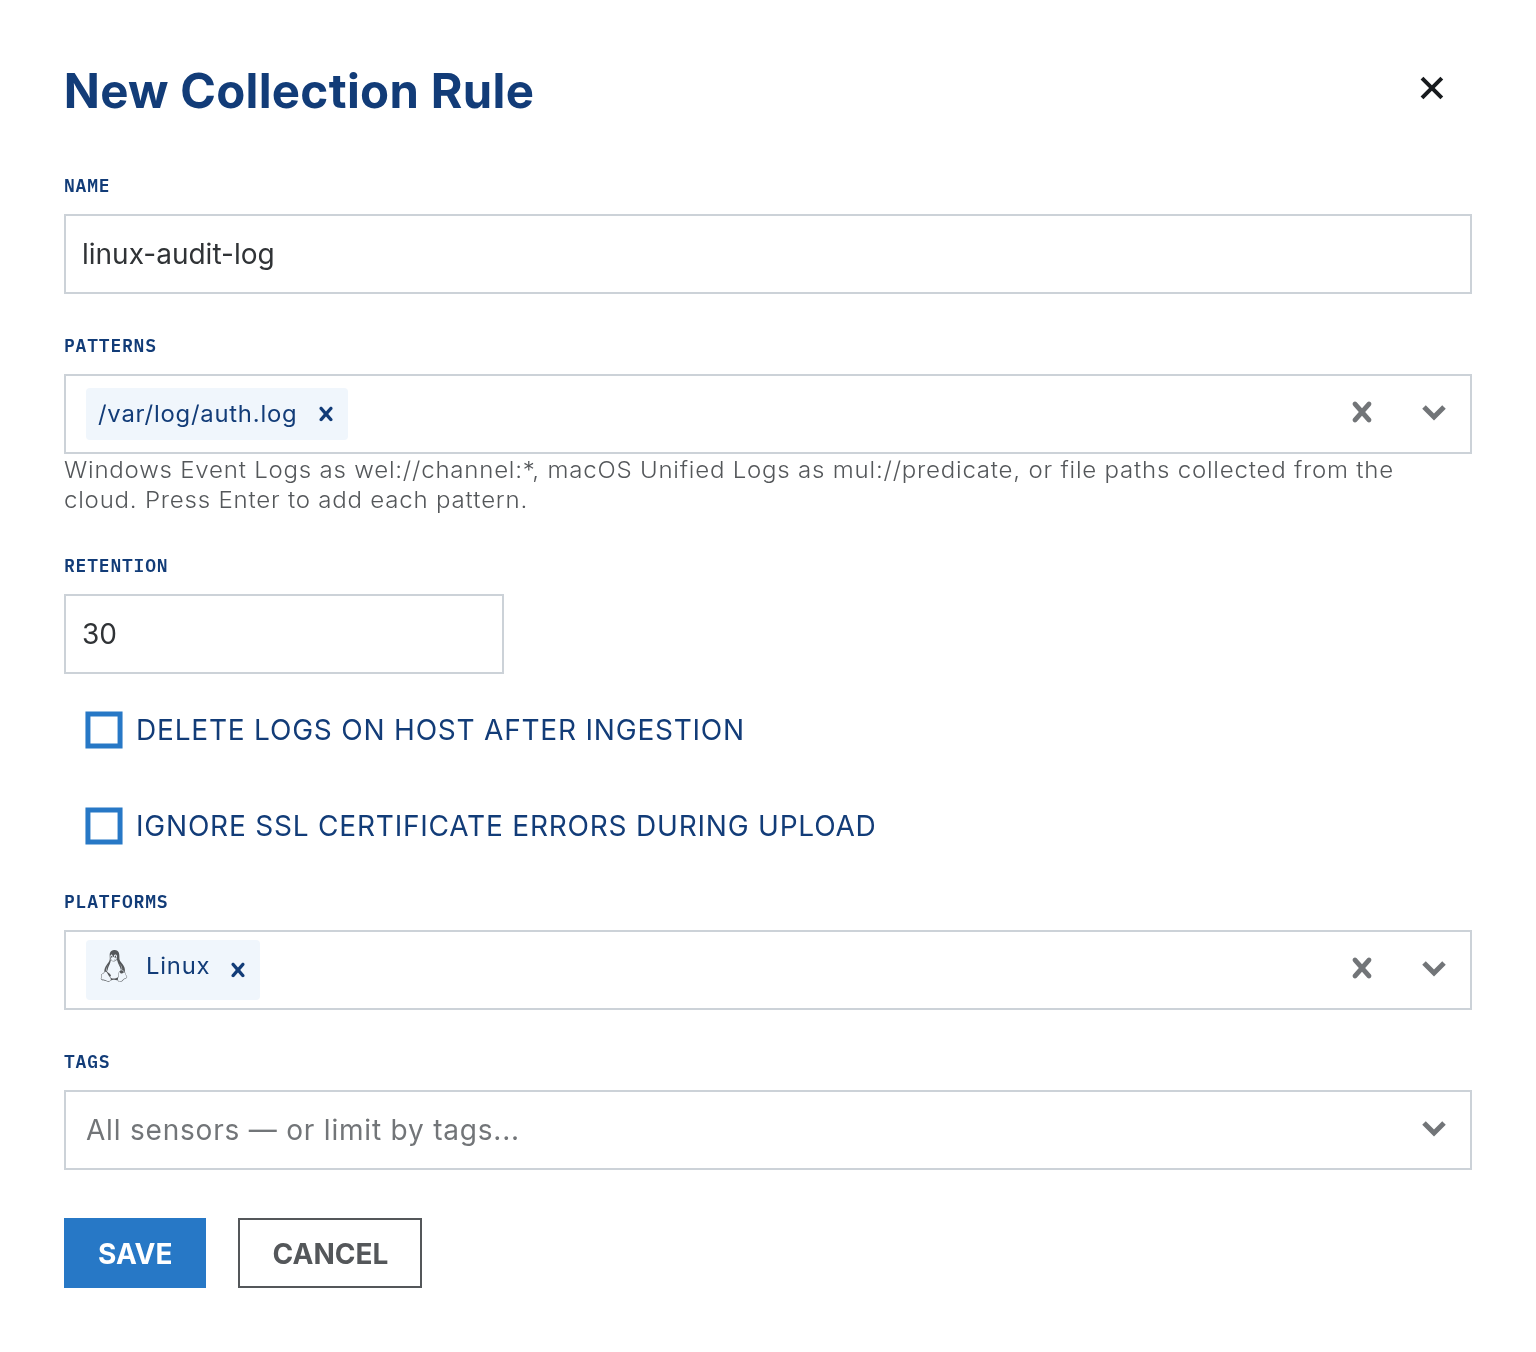 New Collection Rule
NAME
linux-audit-log
PATTERNS
/var/log/auth.log
Windows Event Logs as wel://channel:*, macOS Unified Logs as mul://predicate, or file paths collected from the
cloud. Press Enter to add each pattern.
RETENTION
30
DELETE LOGS ON HOST AFTER INGESTION
IGNORE SSL CERTIFICATE ERRORS DURING UPLOAD
PLATFORMS
Linux
TAGS
All sensors — or limit by tags...
SAVE CANCEL